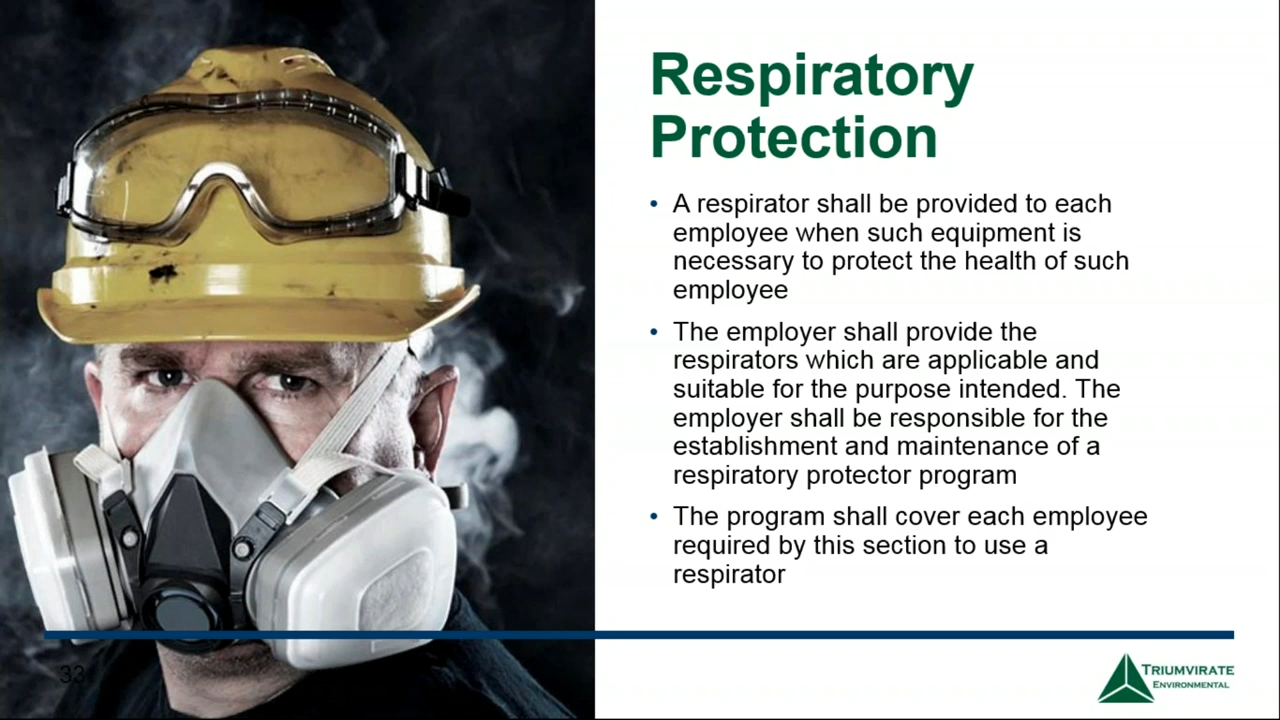 Respiratory
Protection
• A respirator shall be provided to each
employee when such equipment is
necessary to protect the health of such
employee
• The employer shall provide the
respirators which are applicable and
suitable for the purpose intended. The
employer shall be responsible for the
establishment and maintenance of a
respiratory protector program
• The program shall cover each employee
required by this section to use a
respirator
33
TRIUMVIRATE
ENVIRONMENTAL